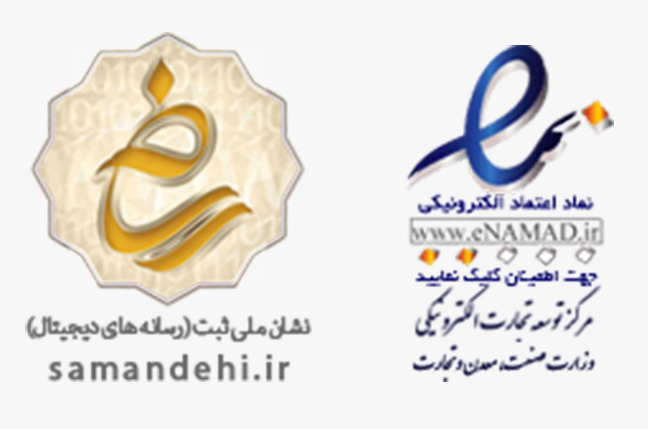 نشان ملی ثبت (رسانه های دیجیتال)
samandehi.ir
نماد اعتماد الکترونیکی
www.eNAMAD.ir
جهت اطمینان کلیک نمایید
مرکز توسعه تجارت الکترونیکی
وزارت صنعت، معدن و تجارت